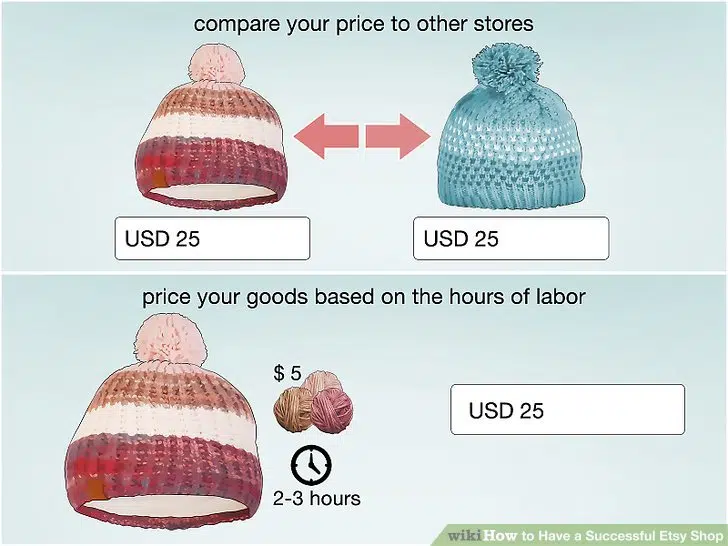 compare your price to other stores
USD 25
USD 25
price your goods based on the hours of labor
$ 5
USD 25
2-3 hours
wikiHow to Have a Successful Etsy Shop